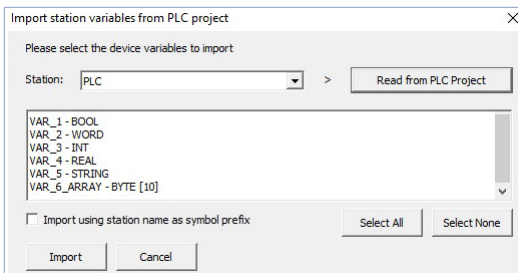 Import station variables from PLC project
Please select the device variables to import
Station: PLC > Read from PLC Project
VAR_1 - BOOL
VAR_2 - WORD
VAR_3 - INT
VAR_4 - REAL
VAR_5 - STRING
VAR_6_ARRAY - BYTE [10]
Import using station name as symbol prefix Select All Select None
Import Cancel